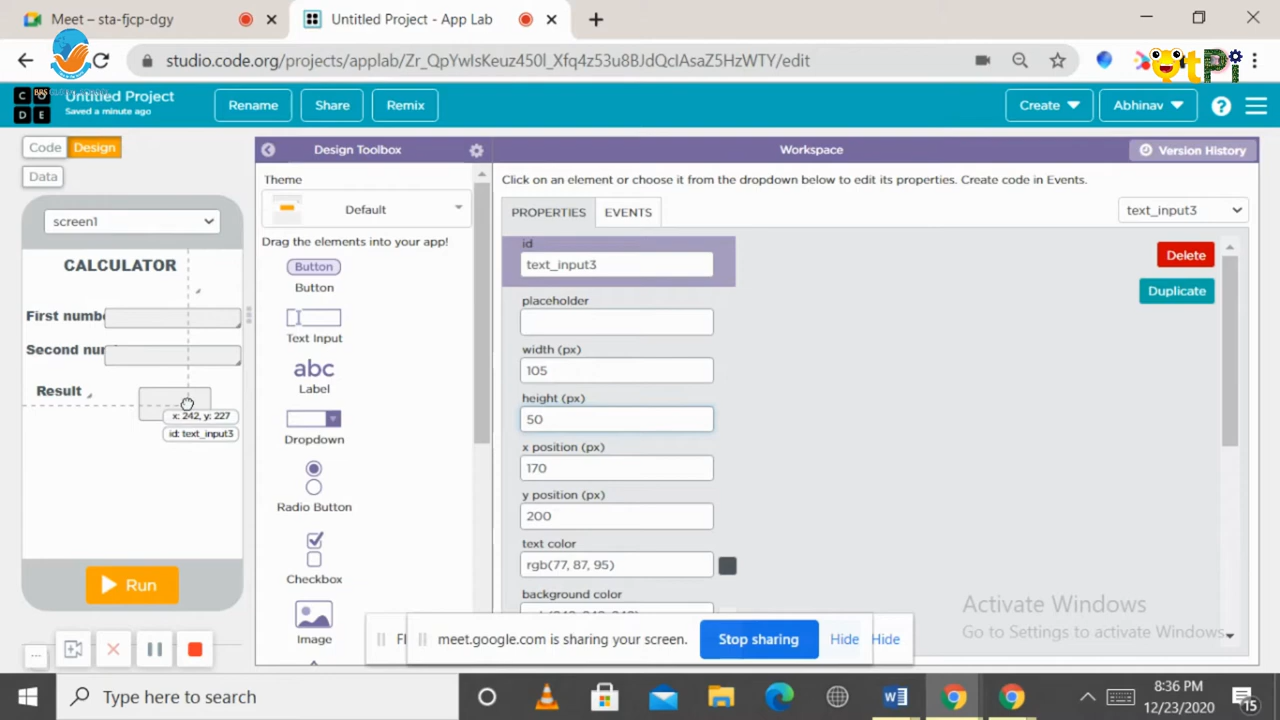 Meet – sta-fjcp-dgy
Untitled Project - App Lab
studio.code.org/projects/applab/Zr_QpYwIsKeuz450l_Xfq4z53u8BJdQcIAsaZ5HzWTY/edit
C O
D E
Untitled Project
Saved a minute ago
Rename
Share
Remix
Create
Abhinav
?
Code
Design
Data
Design Toolbox
Workspace
Version History
Theme
Default
Click on an element or choose it from the dropdown below to edit its properties. Create code in Events.
PROPERTIES
EVENTS
text_input3
screen1
Drag the elements into your app!
CALCULATOR
First numb
Second nu
Result
x: 242, y: 227
id: text_input3
Run
Button
Button
Text Input
abc
Label
Dropdown
Radio Button
Checkbox
Image
id
text_input3
Delete
Duplicate
placeholder
width (px)
105
height (px)
50
x position (px)
170
y position (px)
200
text color
rgb(77, 87, 95)
background color
Activate Windows
Go to Settings to activate Windows.
meet.google.com is sharing your screen.
Stop sharing
Hide
Hide
Type here to search
8:36 PM
12/23/2020
15